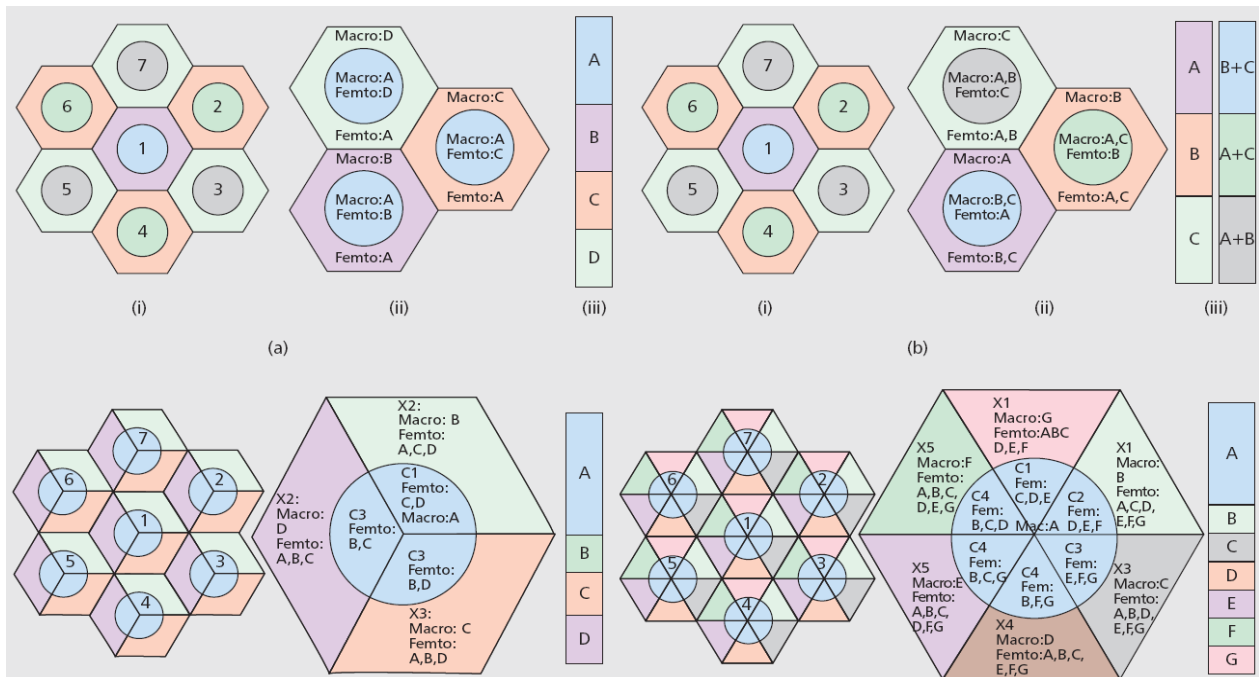 7
6
2
1
5
3
4
(i)
Macro:D
Macro:A
Femto:D
Femto:A
Macro:C
Macro:A
Femto:C
Femto:A
Macro:B
Macro:A
Femto:B
Femto:A
(ii)
A
B
C
D
(iii)
(a)
7
6
2
1
5
3
4
(i)
Macro:C
Macro:A,B
Femto:C
Femto:A,B
Macro:B
Macro:A,C
Femto:B
Femto:A,C
Macro:A
Macro:B,C
Femto:A
Femto:B,C
(ii)
A
B
C
B+C
A+C
A+B
(iii)
(b)
7
6
2
1
5
3
4
X2:
Macro: B
Femto:
A,C,D
C1
Femto:
C,D
Macro:A
X2:
Macro:
D
Femto:
A,B,C
C3
Femto:
B,C
C3
Femto:
B,D
X3:
Macro: C
Femto:
A,B,D
A
B
C
D
7
6
2
1
5
3
4
X1
Macro:G
Femto:ABC
D,E,F
X5
Macro:F
Femto:
A,B,C,
D,E,G
X1
Macro:
B
Femto:
A,C,D,
E,F,G
C1
Fem:
C,D,E
C4
Fem:
B,C,D
C2
Fem:
D,E,F
Mac:A
C4
Fem:
B,C,G
C4
Fem:
B,F,G
C3
Fem:
E,F,G
X5
Macro:E
Femto:
A,B,C,
D,F,G
X3
Macro:C
Femto:
A,B,D,
E,F,G
X4
Macro:D
Femto:A,B,C,
E,F,G
A
B
C
D
E
F
G